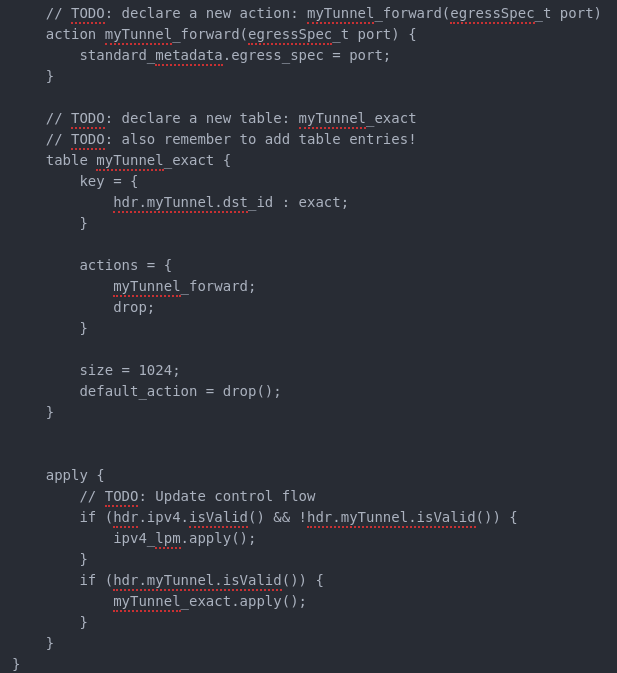 // TODO: declare a new action: myTunnel_forward(egressSpec_t port)
action myTunnel_forward(egressSpec_t port) {
standard_metadata.egress_spec = port;
}
// TODO: declare a new table: myTunnel_exact
// TODO: also remember to add table entries!
table myTunnel_exact {
key = {
hdr.myTunnel.dst_id : exact;
}
actions = {
myTunnel_forward;
drop;
}
size = 1024;
default_action = drop();
}
apply {
// TODO: Update control flow
if (hdr.ipv4.isValid() && !hdr.myTunnel.isValid()) {
ipv4_lpm.apply();
}
if (hdr.myTunnel.isValid()) {
myTunnel_exact.apply();
}
}
}